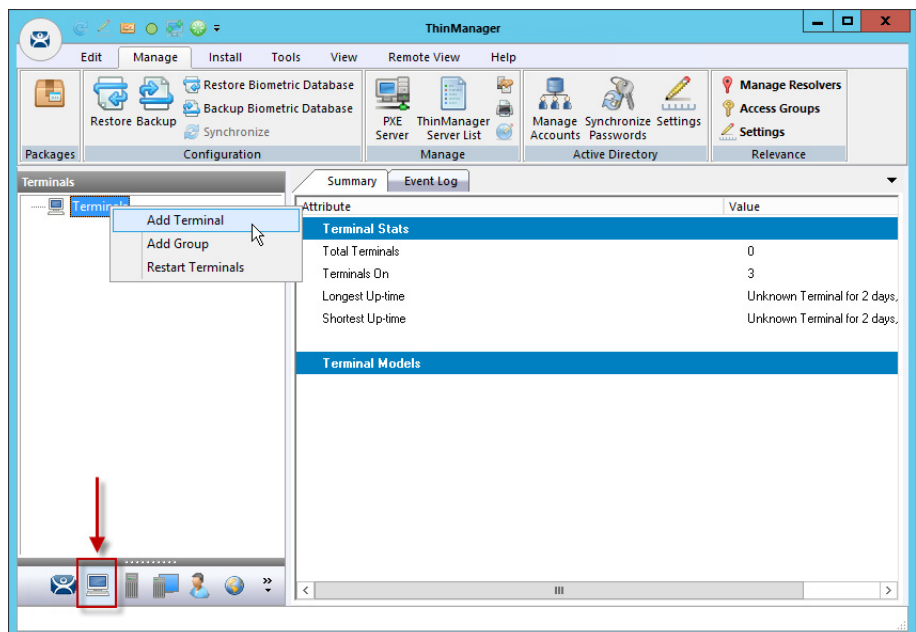 ThinManager
Edit Manage Install Tools View Remote View Help
Restore Biometric Database
Backup Biometric Database
Synchronize
Restore Backup
PXE Server
ThinManager Server List
Manage Accounts
Synchronize Passwords
Settings
Manage Resolvers
Access Groups
Settings
Packages Configuration Manage Active Directory Relevance
Terminals
Summary Event Log
Terminals
Add Terminal
Add Group
Restart Terminals
Attribute Value
Terminal Stats
Total Terminals 0
Terminals On 3
Longest Up-time Unknown Terminal for 2 days,
Shortest Up-time Unknown Terminal for 2 days,
Terminal Models